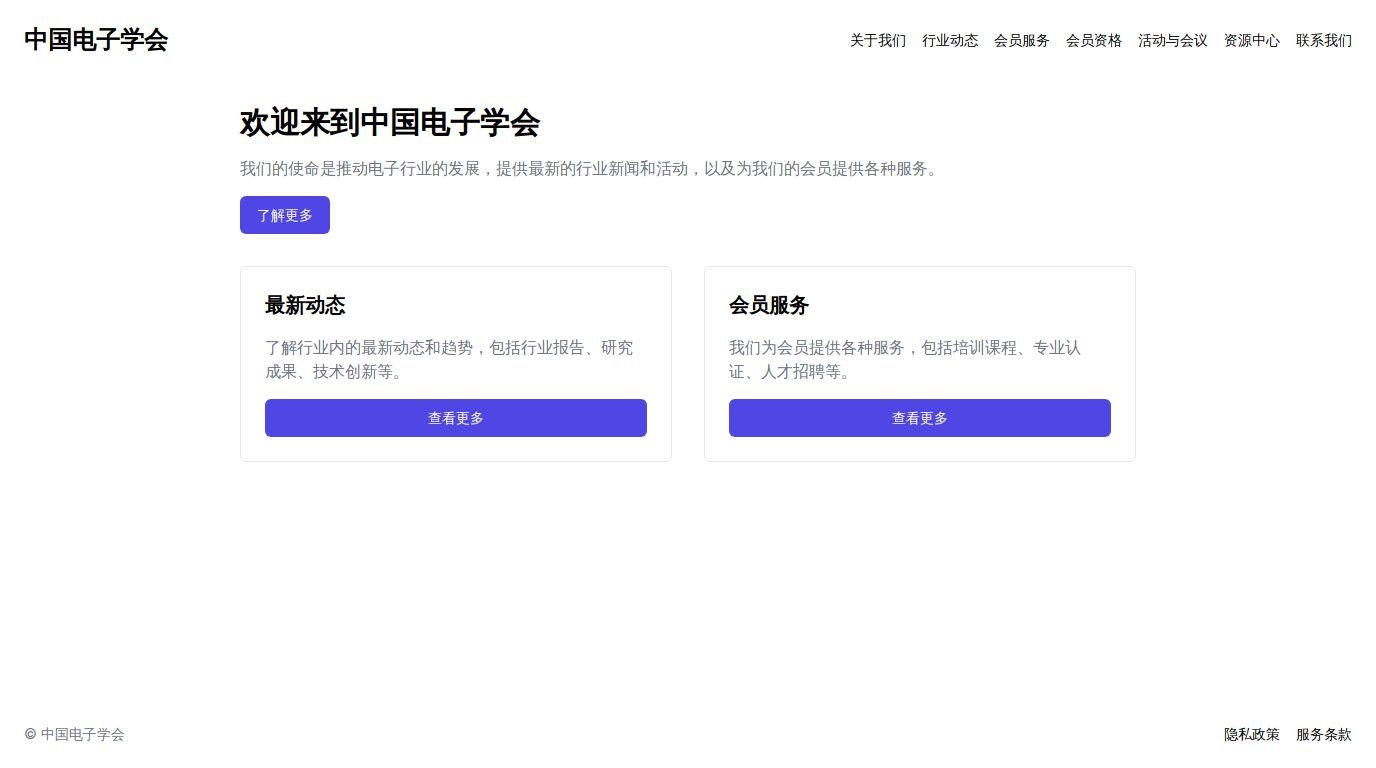 中国电子学会
关于我们 行业动态 会员服务 会员资格 活动与会议 资源中心 联系我们
欢迎来到中国电子学会
我们的使命是推动电子行业的发展，提供最新的行业新闻和活动，以及为我们的会员提供各种服务。
了解更多
最新动态
了解行业内的最新动态和趋势，包括行业报告、研究
成果、技术创新等。
查看更多
会员服务
我们为会员提供各种服务，包括培训课程、专业认
证、人才招聘等。
查看更多
© 中国电子学会
隐私政策 服务条款